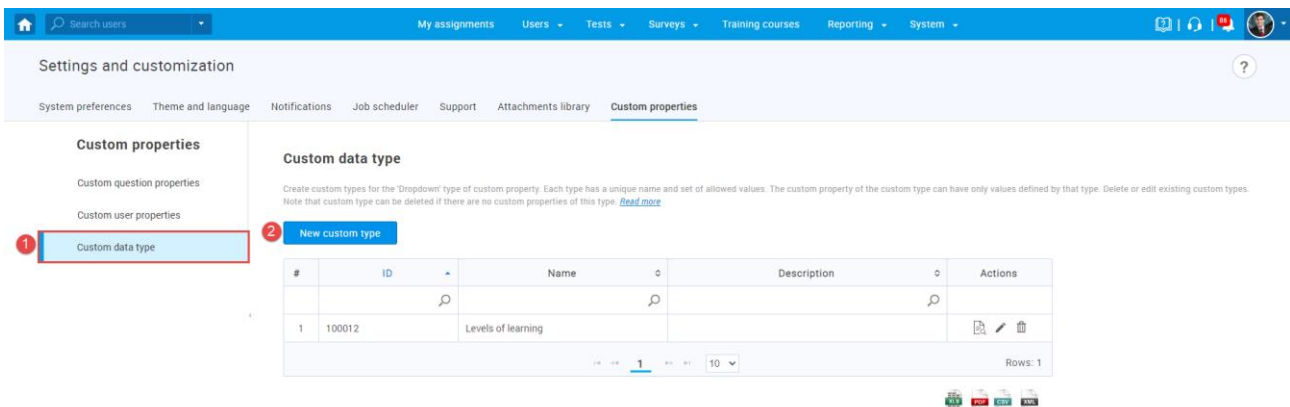 Search users My assignments Users Tests Surveys Training courses Reporting System
Settings and customization ?
System preferences Theme and language Notifications Job scheduler Support Attachments library Custom properties
Custom properties
Custom question properties
Custom user properties
1 Custom data type
Custom data type
Create custom types for the 'Dropdown' type of custom property. Each type has a unique name and set of allowed values. The custom property of the custom type can have only values defined by that type. Delete or edit existing custom types.
Note that custom type can be deleted if there are no custom properties of this type. Read more
2 New custom type
# ID Name Description Actions
1 100012 Levels of learning
1 10 Rows: 1
XLS PDF CSV XML